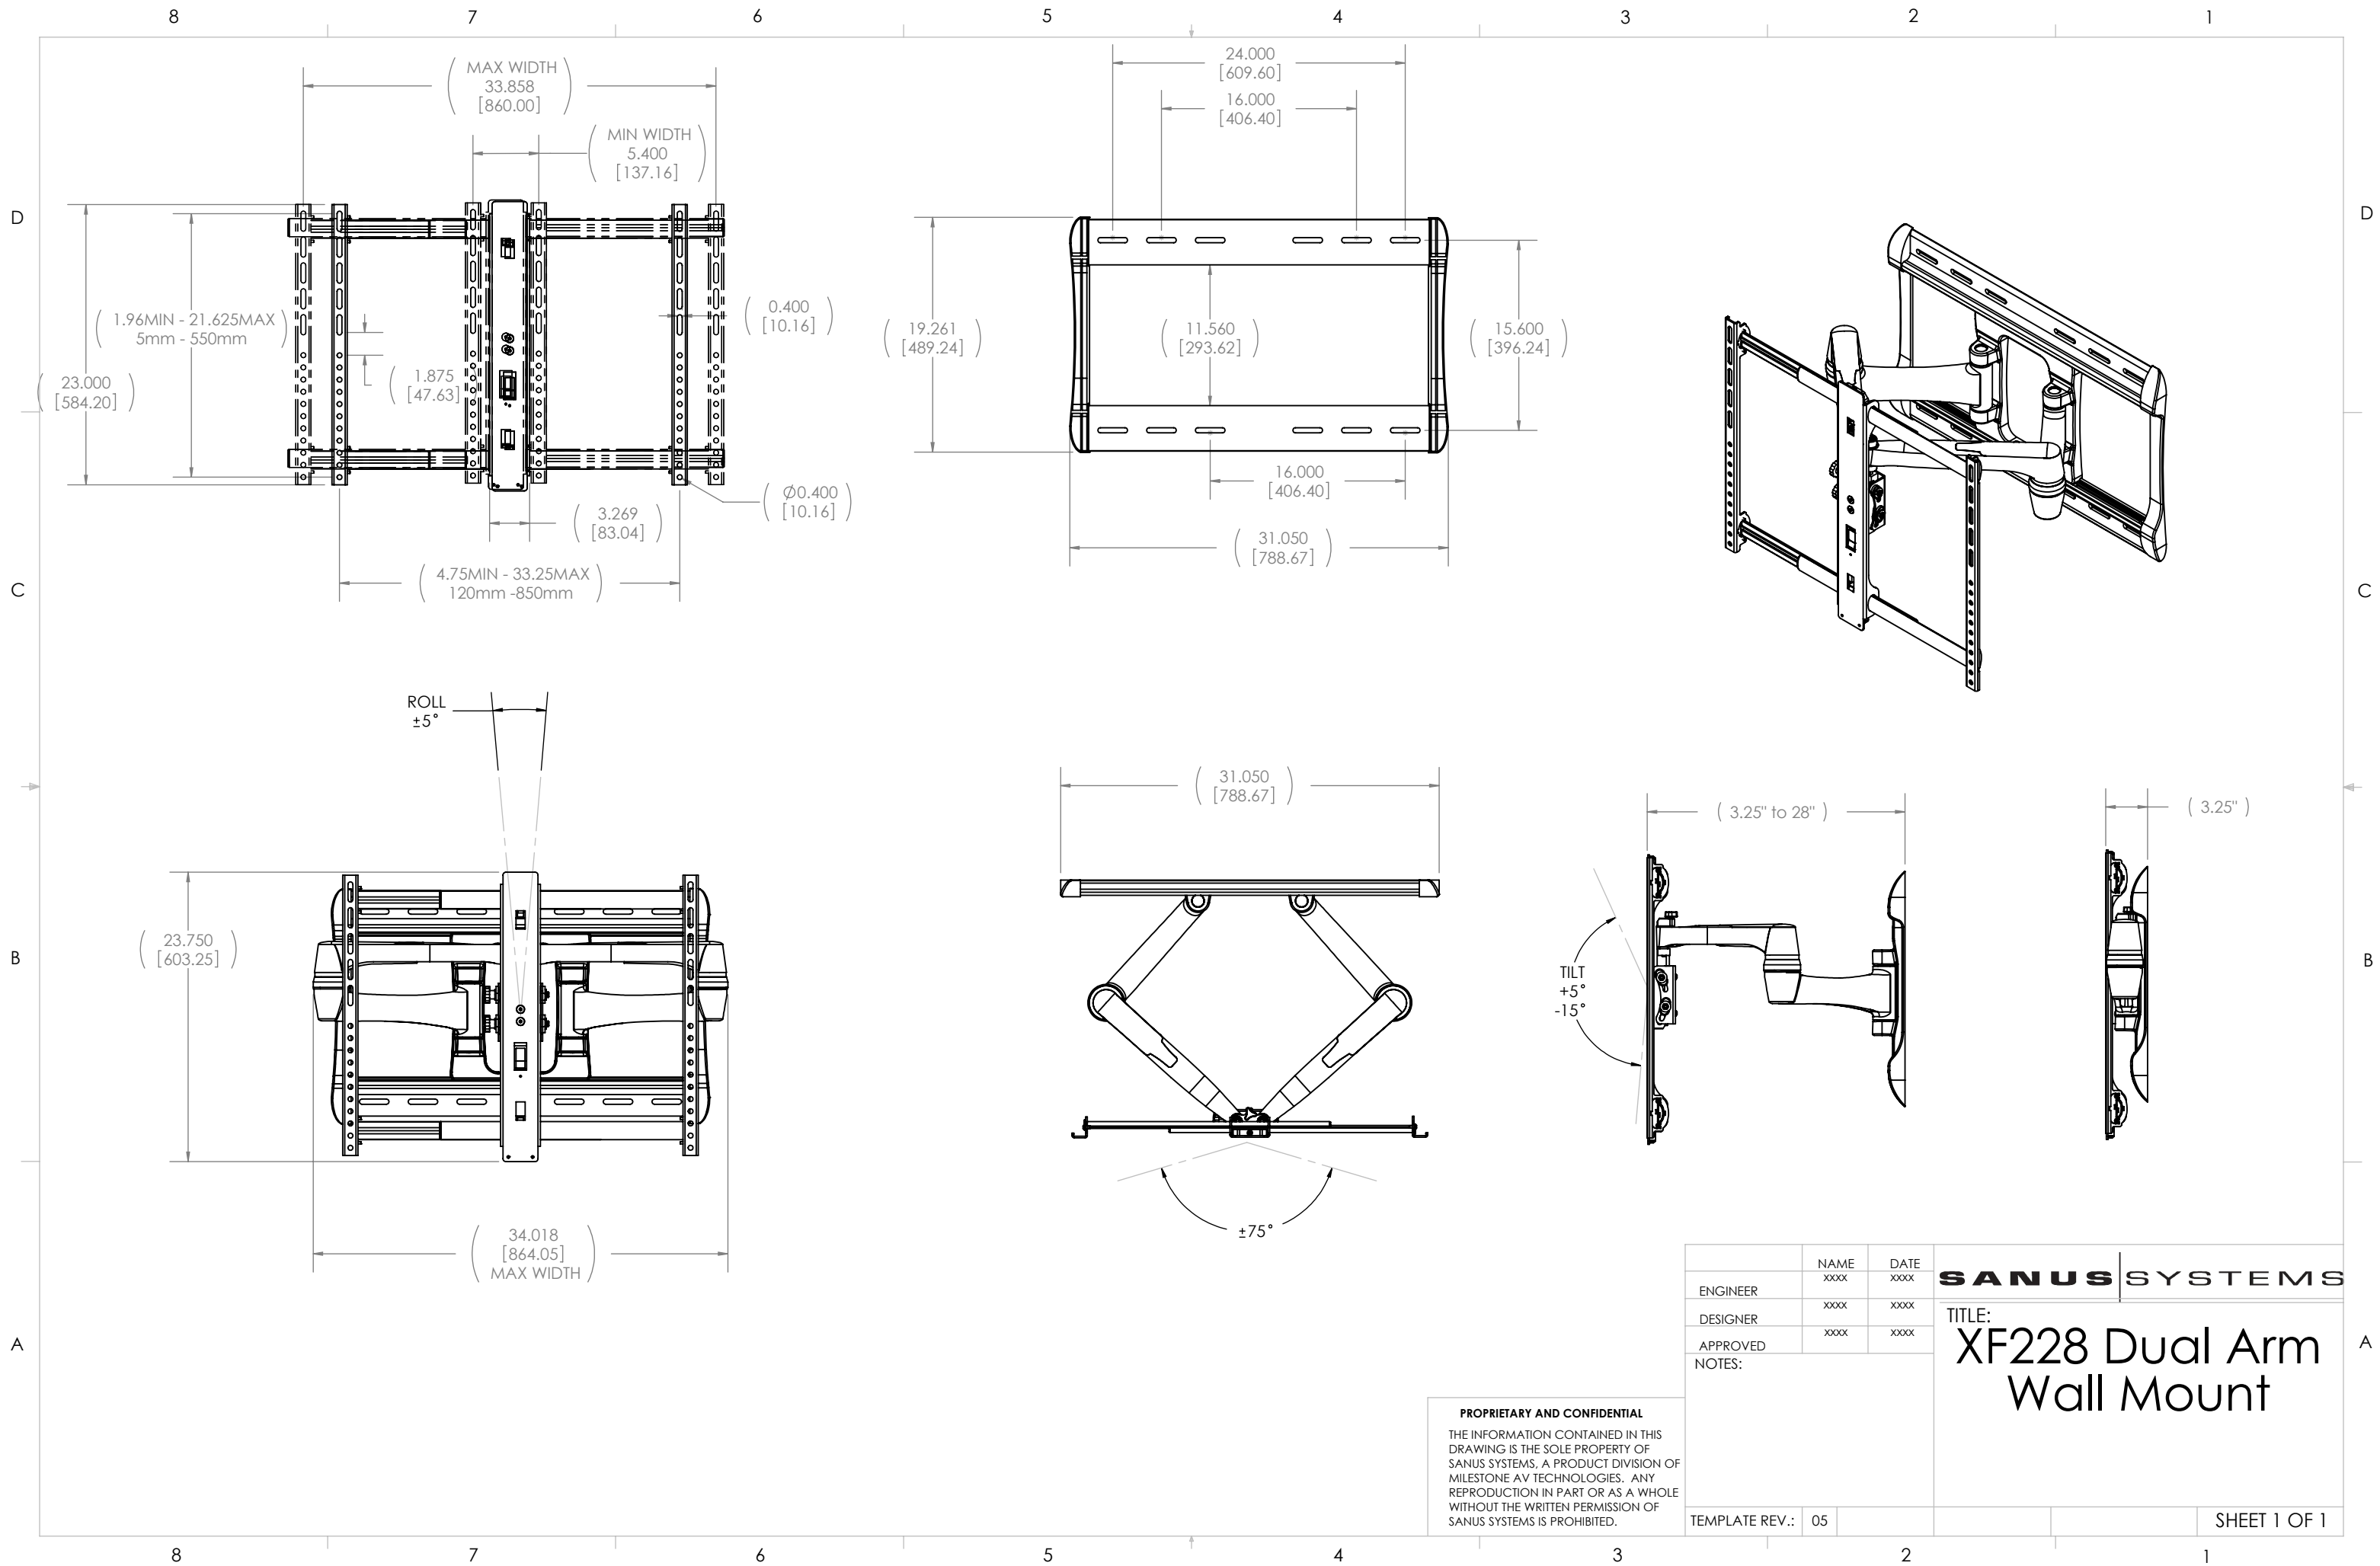 8 7 6 5 4 3 2 1
D
C
B
A
D
C
B
A
MAX WIDTH
33.858
[860.00]
MIN WIDTH
5.400
[137.16]
1.96MIN - 21.625MAX
5mm - 550mm
0.400
[10.16]
23.000
[584.20]
1.875
[47.63]
Ø0.400
[10.16]
3.269
[83.04]
4.75MIN - 33.25MAX
120mm -850mm
24.000
[609.60]
16.000
[406.40]
19.261
[489.24]
11.560
[293.62]
15.600
[396.24]
16.000
[406.40]
31.050
[788.67]
ROLL
±5°
23.750
[603.25]
34.018
[864.05]
MAX WIDTH
31.050
[788.67]
±75°
( 3.25" to 28" )
TILT
+5°
-15°
( 3.25" )
NAME DATE
ENGINEER XXXX XXXX
DESIGNER XXXX XXXX
APPROVED XXXX XXXX
NOTES:
SANUS SYSTEMS
TITLE:
XF228 Dual Arm
Wall Mount
PROPRIETARY AND CONFIDENTIAL
THE INFORMATION CONTAINED IN THIS
DRAWING IS THE SOLE PROPERTY OF
SANUS SYSTEMS, A PRODUCT DIVISION OF
MILESTONE AV TECHNOLOGIES. ANY
REPRODUCTION IN PART OR AS A WHOLE
WITHOUT THE WRITTEN PERMISSION OF
SANUS SYSTEMS IS PROHIBITED.
TEMPLATE REV.: 05
SHEET 1 OF 1
8 7 6 5 4 3 2 1